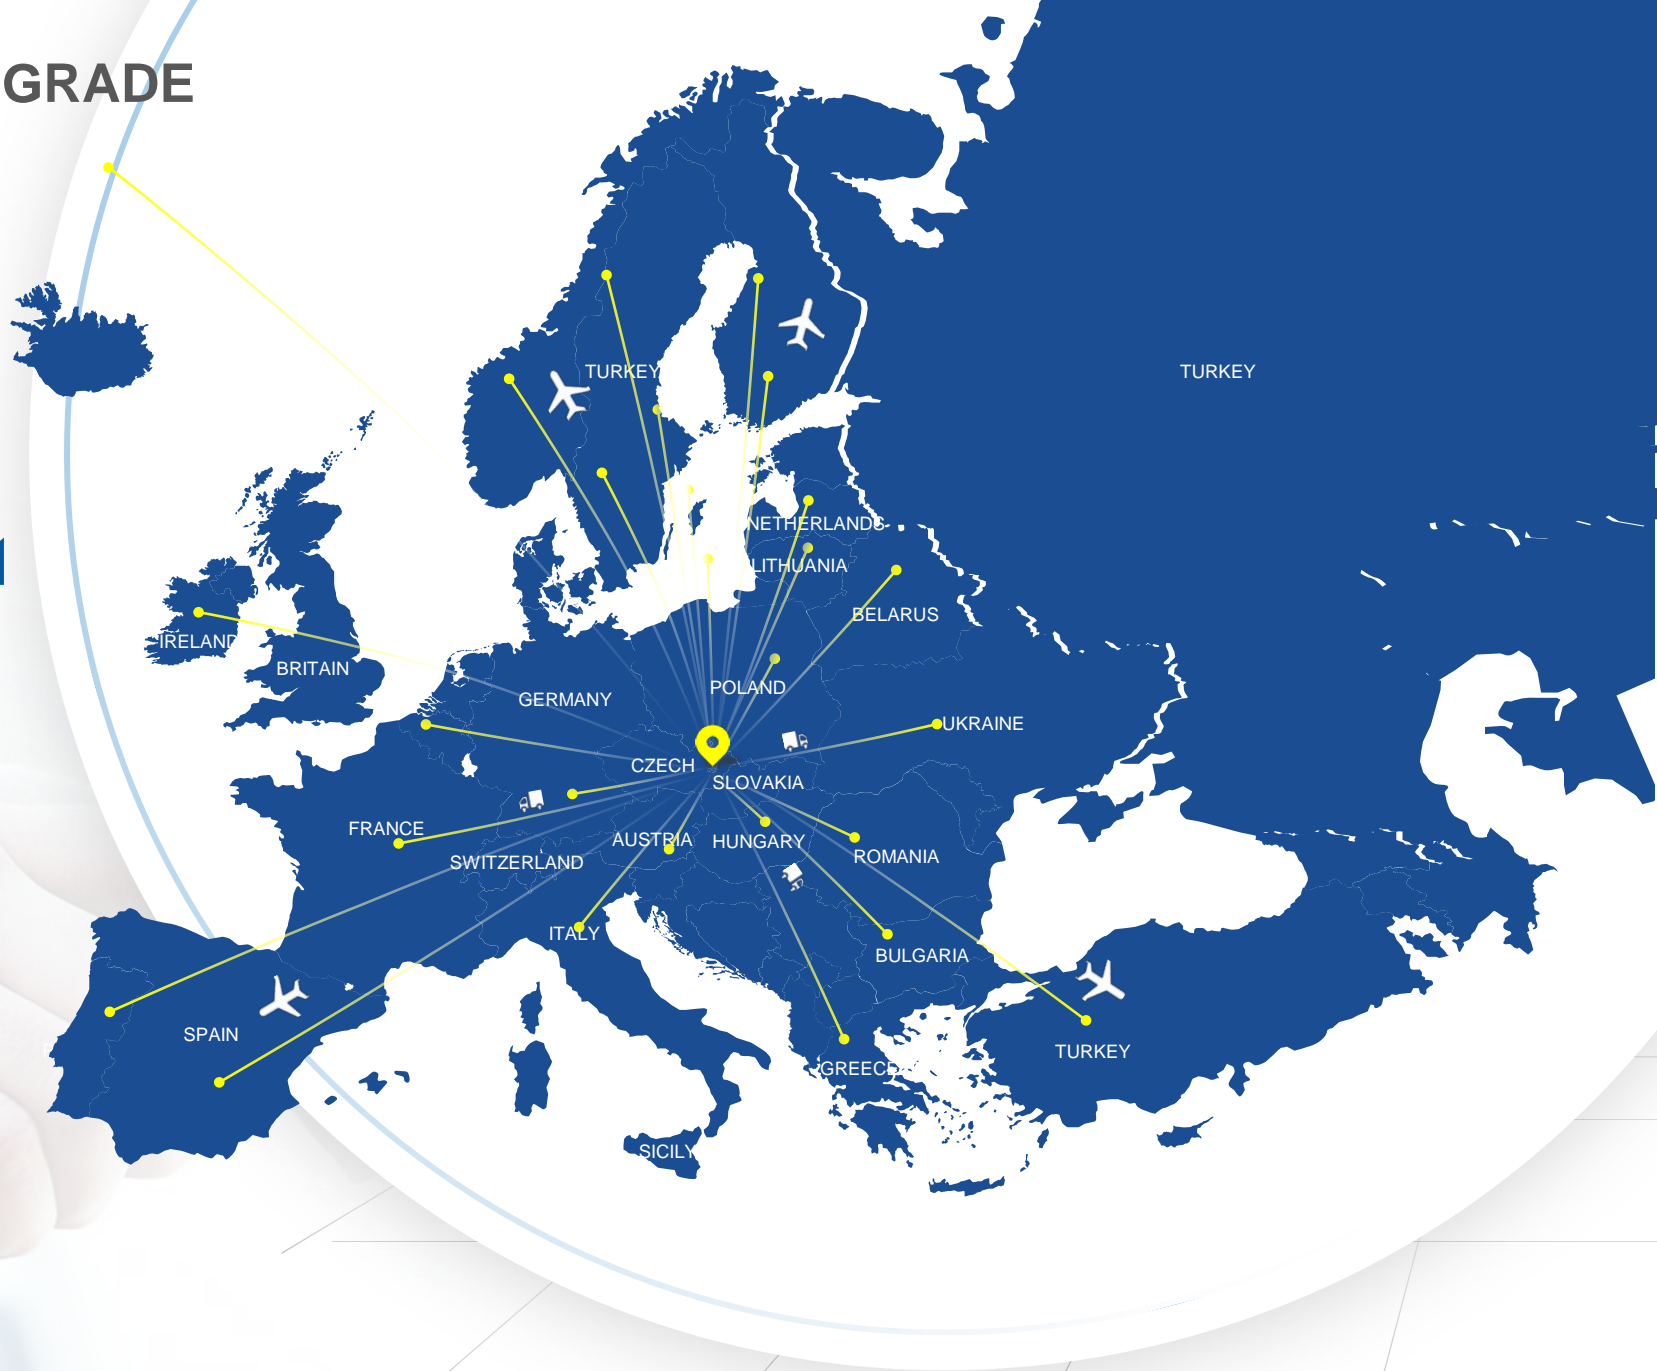 GRADE
TURKEY
TURKEY
NETHERLANDS
LITHUANIA
BELARUS
IRELAND
BRITAIN
POLAND
GERMANY
UKRAINE
CZECH
SLOVAKIA
FRANCE
AUSTRIA
HUNGARY
ROMANIA
SWITZERLAND
ITALY
BULGARIA
SPAIN
TURKEY
GREECE
SICILY